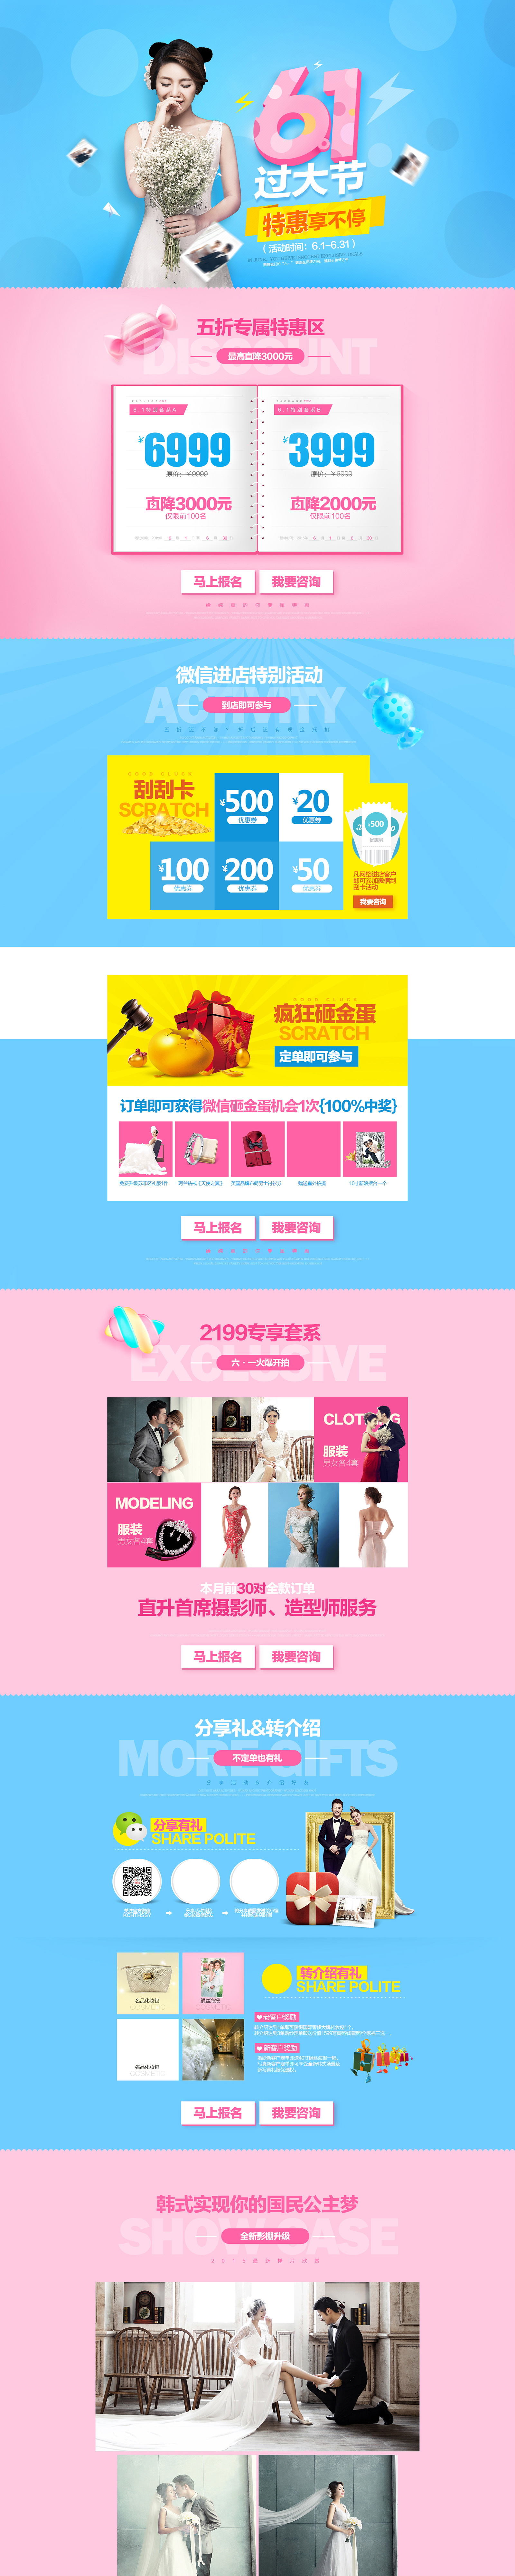 61
过大节
特惠享不停
(活动时间：6.1-6.31)
五折专属特惠区
DISCOUNT
最高直降3000元
6.1特别套系A
¥6999
原价：￥9999
直降3000元
仅限前100名
6.1特别套系B
¥3999
原价：￥6999
直降2000元
仅限前100名
马上报名
我要咨询
微信进店特别活动
ACTIVITY
到店即可参与
GOOD CLUCK
刮刮卡
SCRATCH
¥500
优惠券
¥20
优惠券
¥100
优惠券
¥200
优惠券
¥50
优惠券
¥500
优惠券
凡网络进店客户
即可参加微信刮
刮卡活动
我要咨询
GOOD CLUCK
疯狂砸金蛋
SCRATCH
定单即可参与
订单即可获得微信砸金蛋机会1次{100%中奖}
马上报名
我要咨询
2199专享套系
EXCLUSIVE
六·一火爆开拍
CLOTHING
服装
男女各4套
MODELING
服装
男女各4套
本月前30对全款订单
直升首席摄影师、造型师服务
马上报名
我要咨询
分享礼&转介绍
MORE GIFTS
不定单也有礼
分享有礼
SHARE POLITE
名品化妆包
名品化妆包
转介绍有礼
SHARE POLITE
老客户奖励
新客户奖励
马上报名
我要咨询
韩式实现你的国民公主梦
SHOW CASE
全新影棚升级